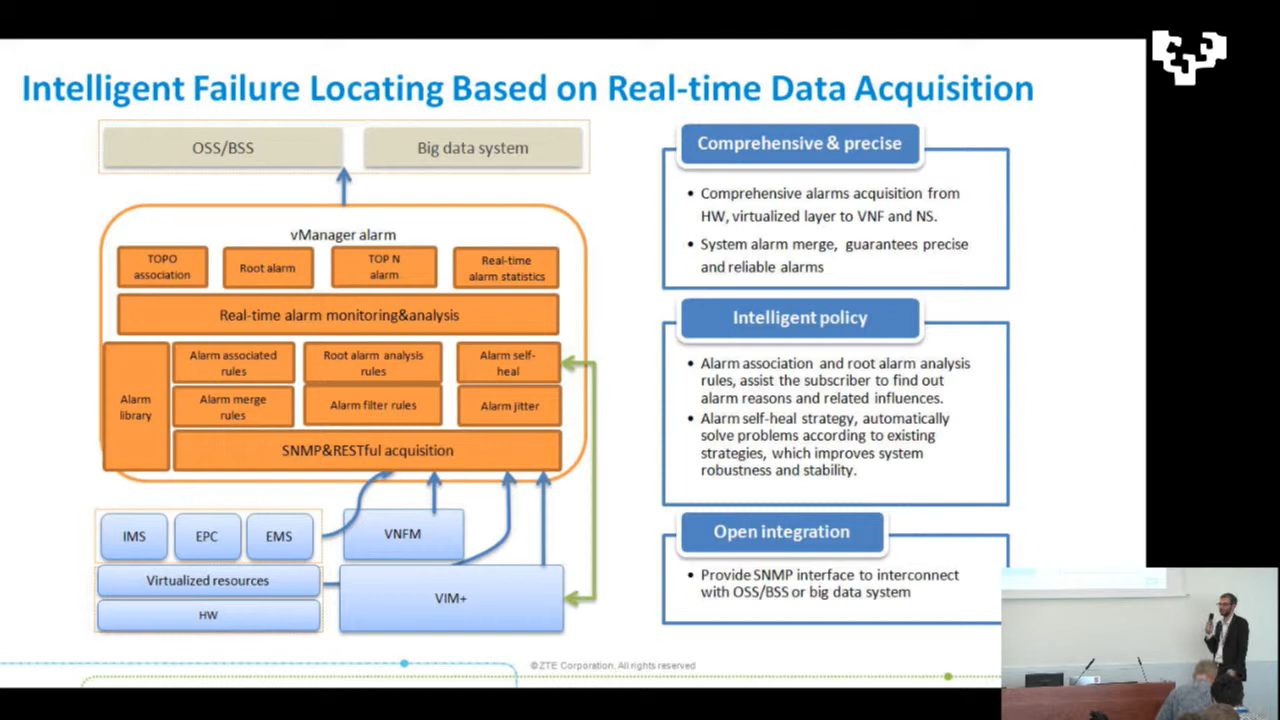 Intelligent Failure Locating Based on Real-time Data Acquisition
OSS/BSS
Big data system
vManager alarm
TOPO
association
Root alarm
TOP N
alarm
Real-time
alarm statistics
Real-time alarm monitoring&analysis
Alarm
library
Alarm associated
rules
Root alarm analysis
rules
Alarm self-
heal
Alarm merge
rules
Alarm filter rules
Alarm jitter
SNMP&RESTful acquisition
IMS
EPC
EMS
VNFM
Virtualized resources
HW
VIM+
Comprehensive & precise
• Comprehensive alarms acquisition from
HW, virtualized layer to VNF and NS.
• System alarm merge, guarantees precise
and reliable alarms
Intelligent policy
• Alarm association and root alarm analysis
rules, assist the subscriber to find out
alarm reasons and related influences.
• Alarm self-heal strategy, automatically
solve problems according to existing
strategies, which improves system
robustness and stability.
Open integration
• Provide SNMP interface to interconnect
with OSS/BSS or big data system
© ZTE Corporation. All rights reserved